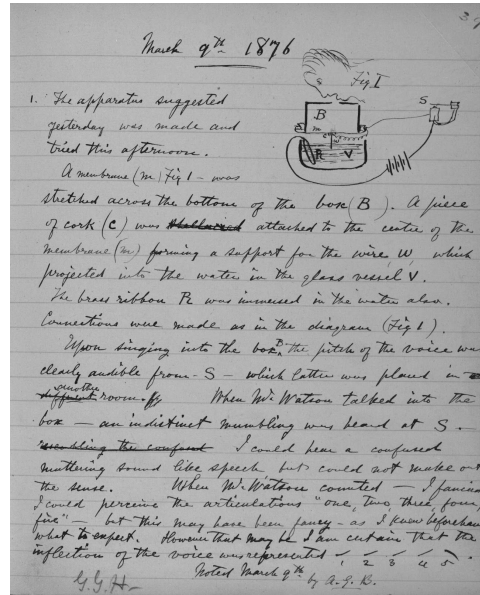 39
March 9th 1876
Fig I
S
B
m
R V
1. The apparatus suggested
yesterday was made and
tried this afternoon.
A membrane (m) Fig 1 — was
stretched across the bottom of the box (B). A piece
of cork (c) was attached to the centre of the
membrane (m) forming a support for the wire W, which
projected into the water in the glass vessel V.
The brass ribbon R was immersed in the water also.
Connections were made as in the diagram (Fig 1).
Upon singing into the box B, the pitch of the voice was
clearly audible from S — which latter was placed in
another
different room. When Mr Watson talked into the
box — an indistinct mumbling was heard at S.
resembling the confused I could hear a confused
muttering sound like speech but could not make out
the sense. When Mr. Watson counted — I fancied
I could perceive the articulations "one, two, three, four,
five" — but this may have been fancy — as I knew beforehand
what to expect. However that may be I am certain that the
inflection of the voice was represented 1 2 3 4 5.
Noted March 9th
by A. G. B.
G.G.H—